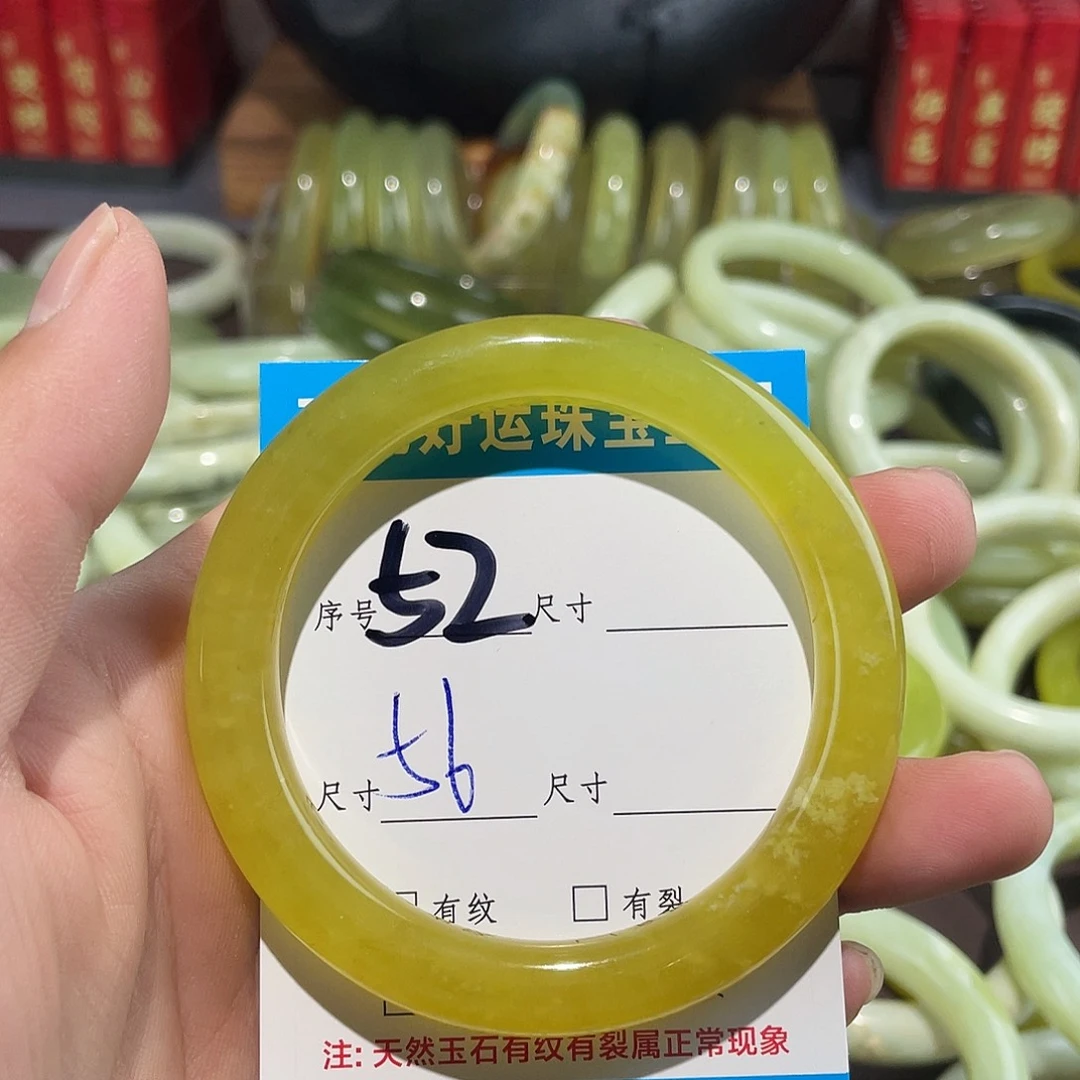 好运珠宝
序号 52 尺寸
尺寸 56 尺寸
□ 有纹 □ 有裂
注: 天然玉石有纹有裂属正常现象